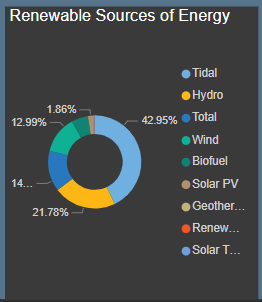 Renewable Sources of Energy
1.86%
42.95%
12.99%
14...
21.78%
Tidal
Hydro
Total
Wind
Biofuel
Solar PV
Geother...
Renew...
Solar T...